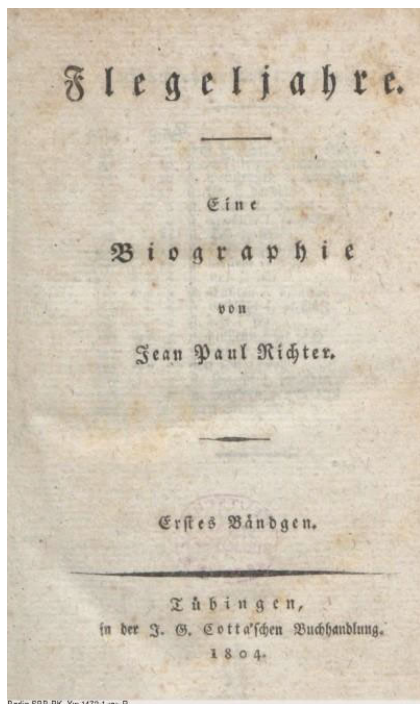 Flegeljahre.
Eine
Biographie
von
Jean Paul Richter.
Erstes Bändgen.
Tübingen,
in der J. G. Cotta'schen Buchhandlung.
1804.